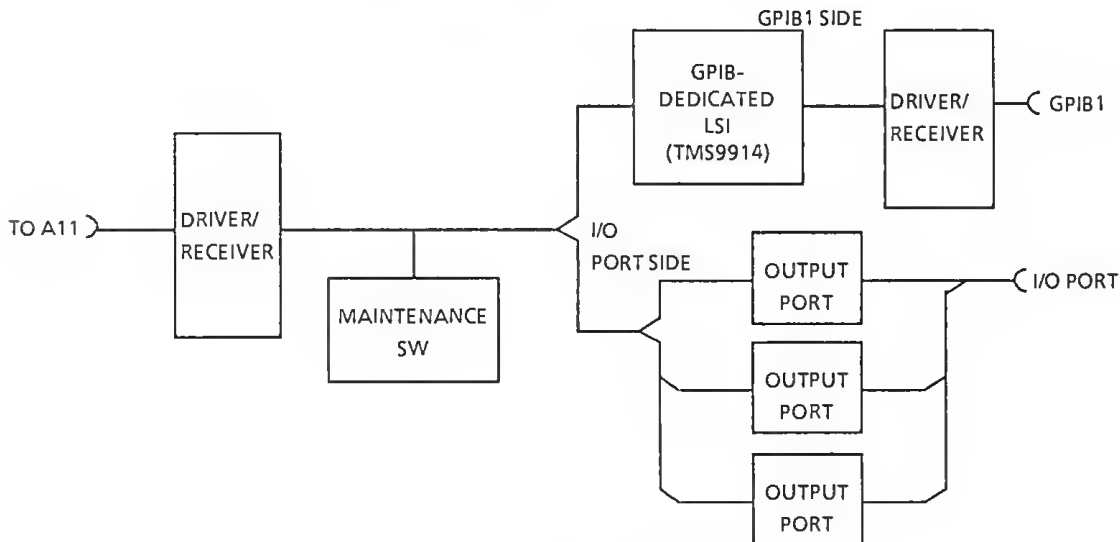 GPIB1 SIDE
GPIB-
DEDICATED
LSI
(TMS9914)
DRIVER/
RECEIVER
GPIB1
TO A11
DRIVER/
RECEIVER
I/O
PORT SIDE
MAINTENANCE
SW
OUTPUT
PORT
I/O PORT
OUTPUT
PORT
OUTPUT
PORT